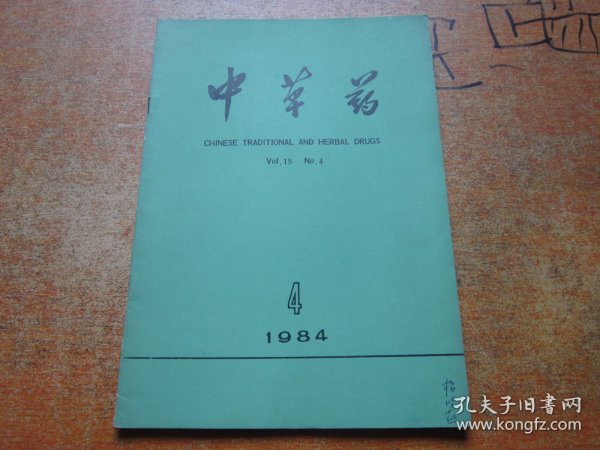 中草药
CHINESE TRADITIONAL AND HERBAL DRUGS
Vol.15 No.4
4
1984
孔夫子旧书网
www.kongfz.com